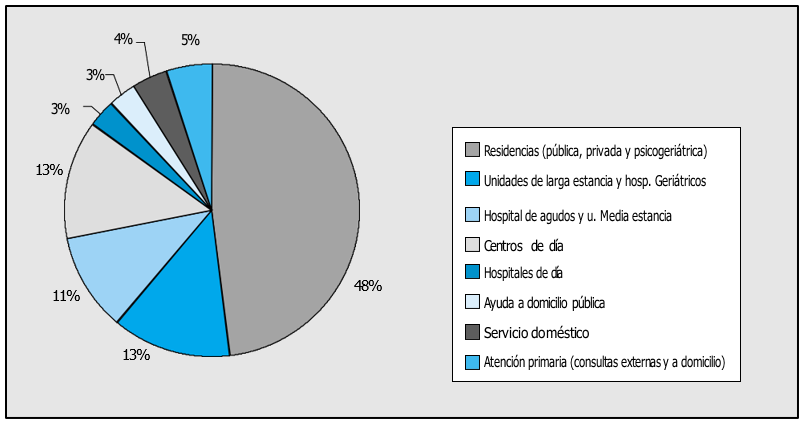 4%
5%
3%
3%
13%
48%
11%
13%
Residencias (pública, privada y psicogeriátrica)
Unidades de larga estancia y hosp. Geriátricos
Hospital de agudos y u. Media estancia
Centros de día
Hospitales de día
Ayuda a domicilio pública
Servicio doméstico
Atención primaria (consultas externas y a domicilio)